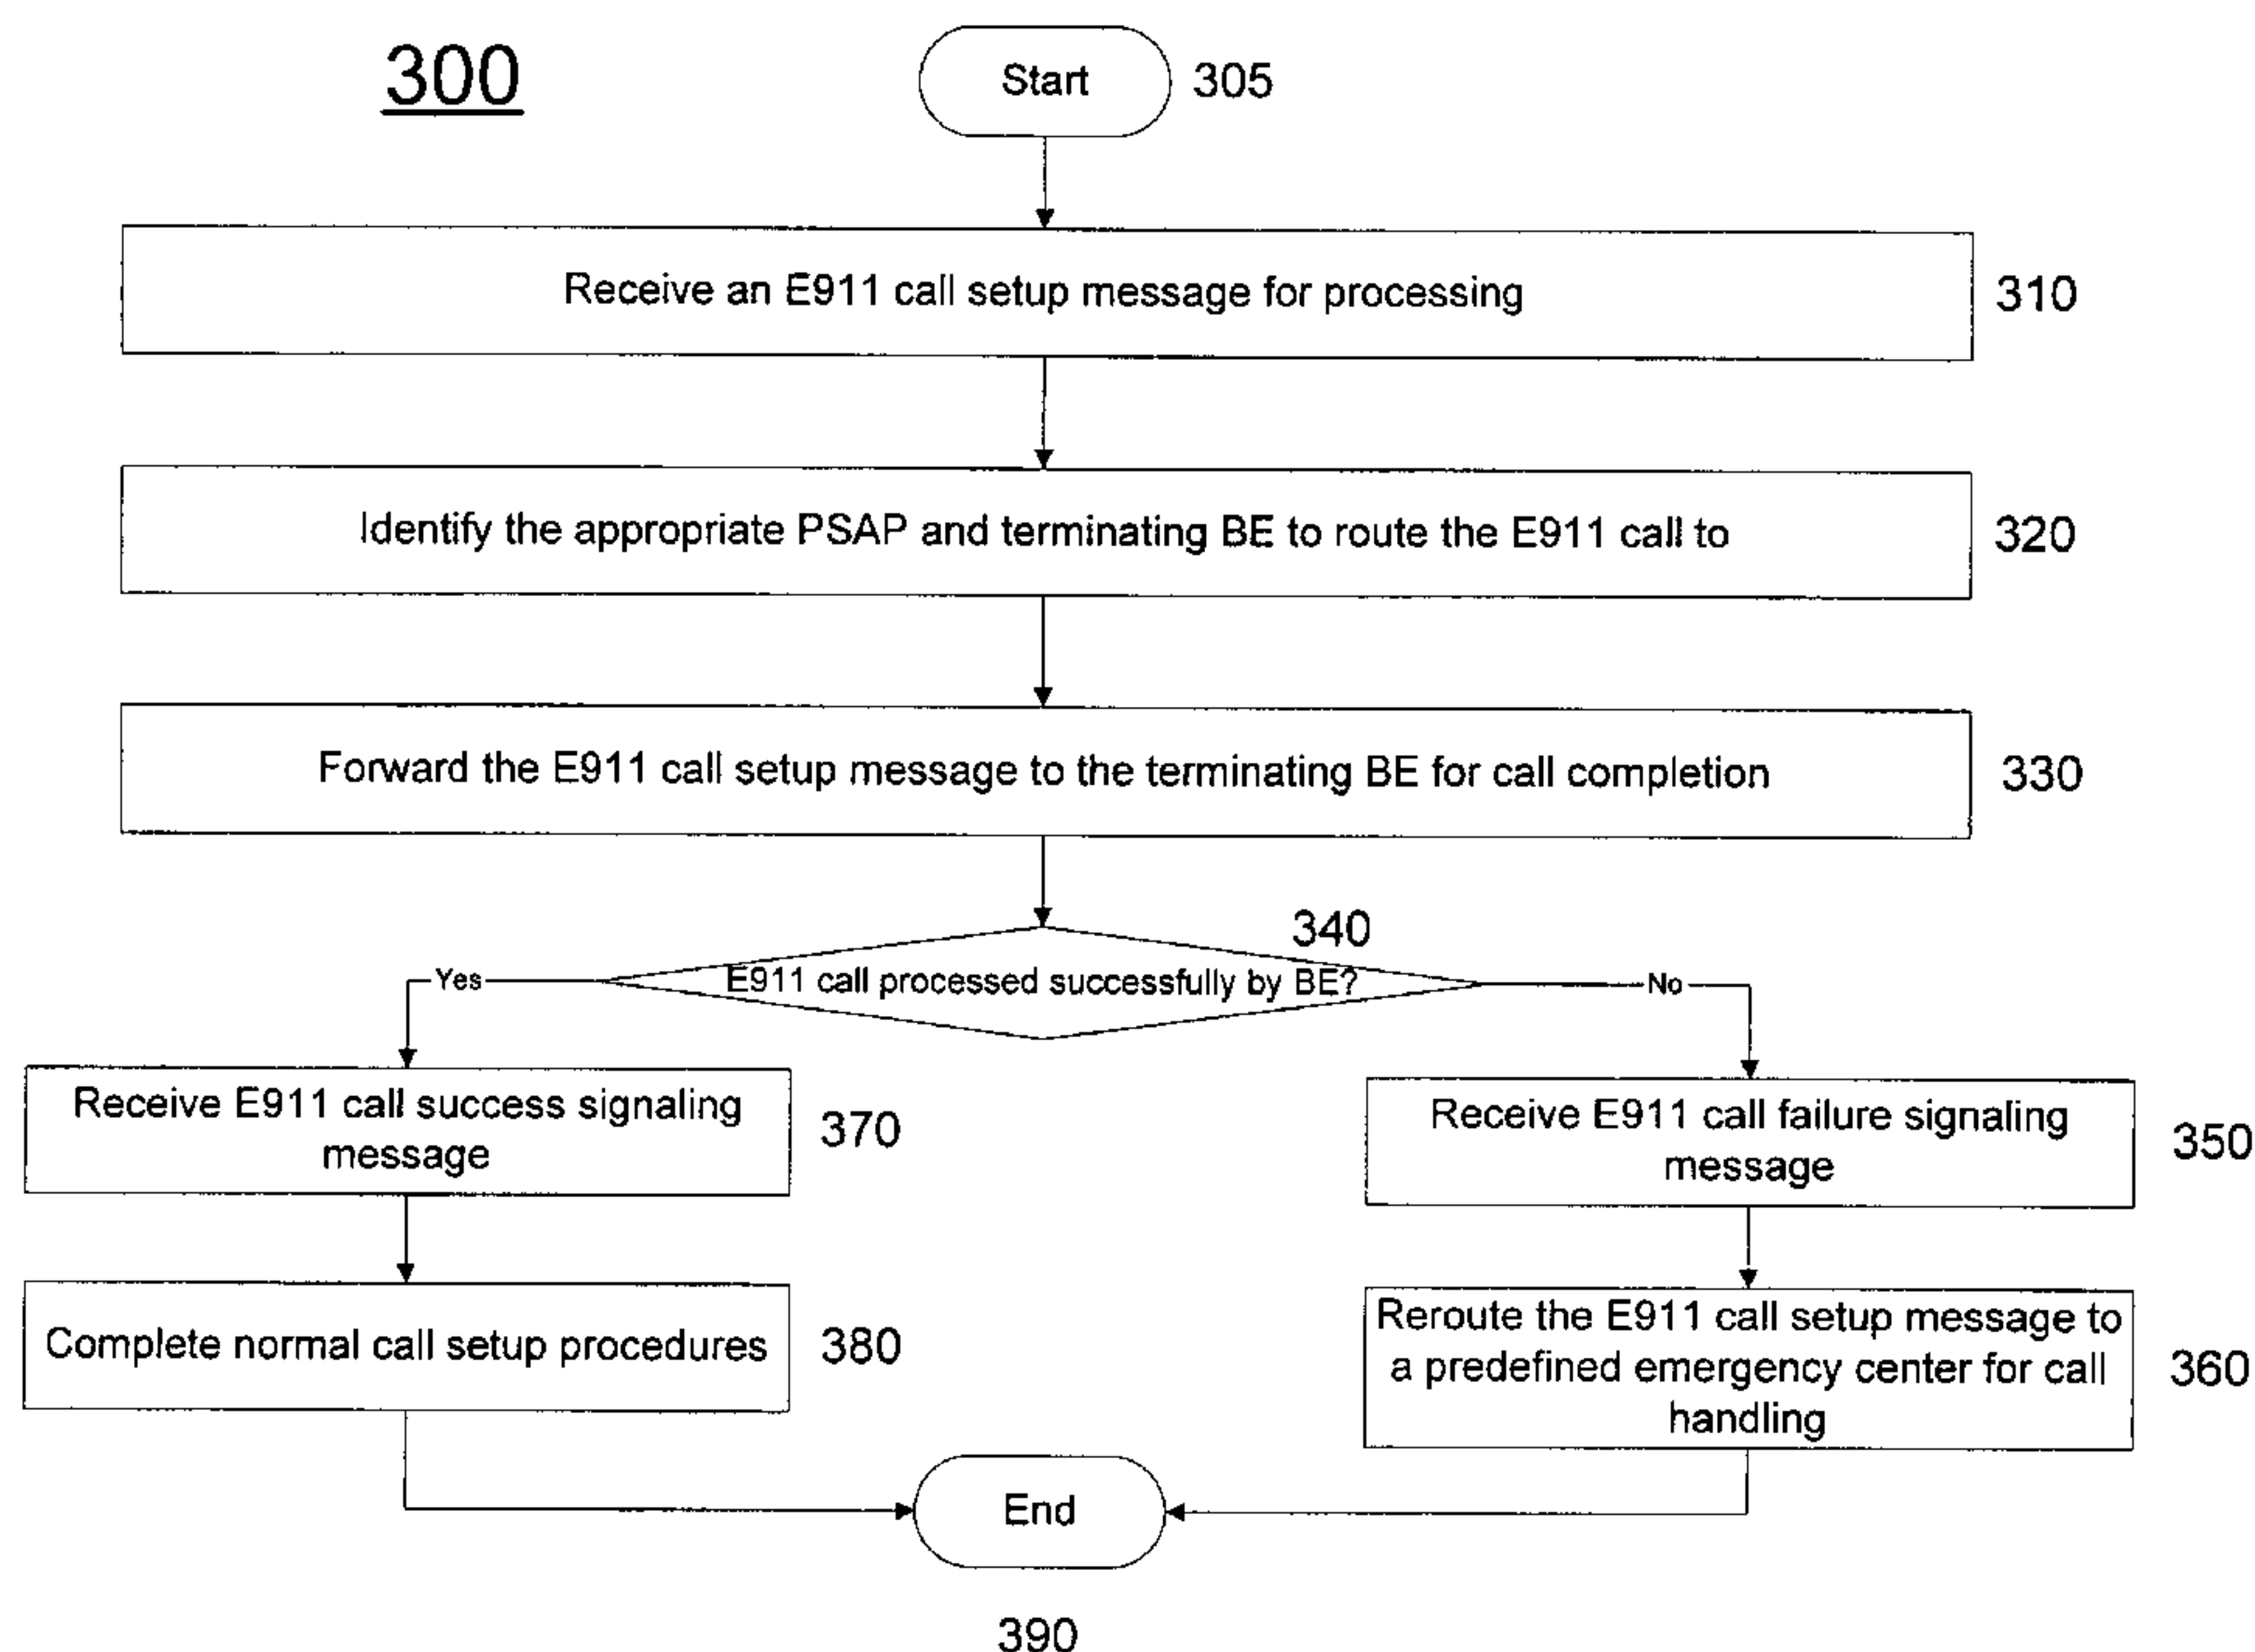 300
Start
305
Receive an E911 call setup message for processing
310
Identify the appropriate PSAP and terminating BE to route the E911 call to
320
Forward the E911 call setup message to the terminating BE for call completion
330
340
Yes
E911 call processed successfully by BE?
No
Receive E911 call success signaling
message
370
Receive E911 call failure signaling
message
350
Complete normal call setup procedures
380
Reroute the E911 call setup message to
a predefined emergency center for call
handling
360
End
390